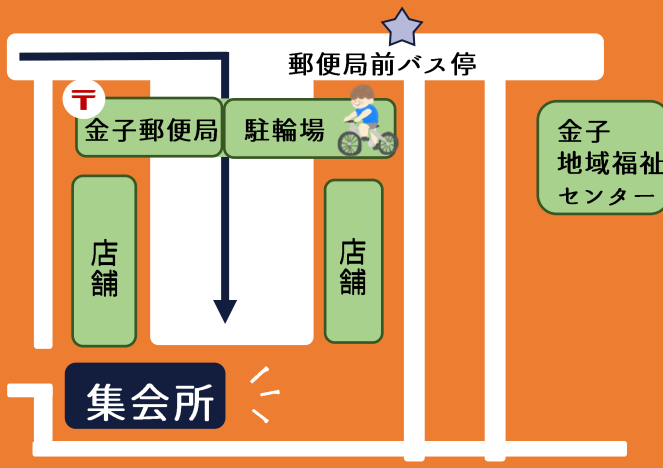 郵便局前バス停
〒
金子郵便局
駐輪場
金子
地域福祉
センター
店舗
店舗
集会所